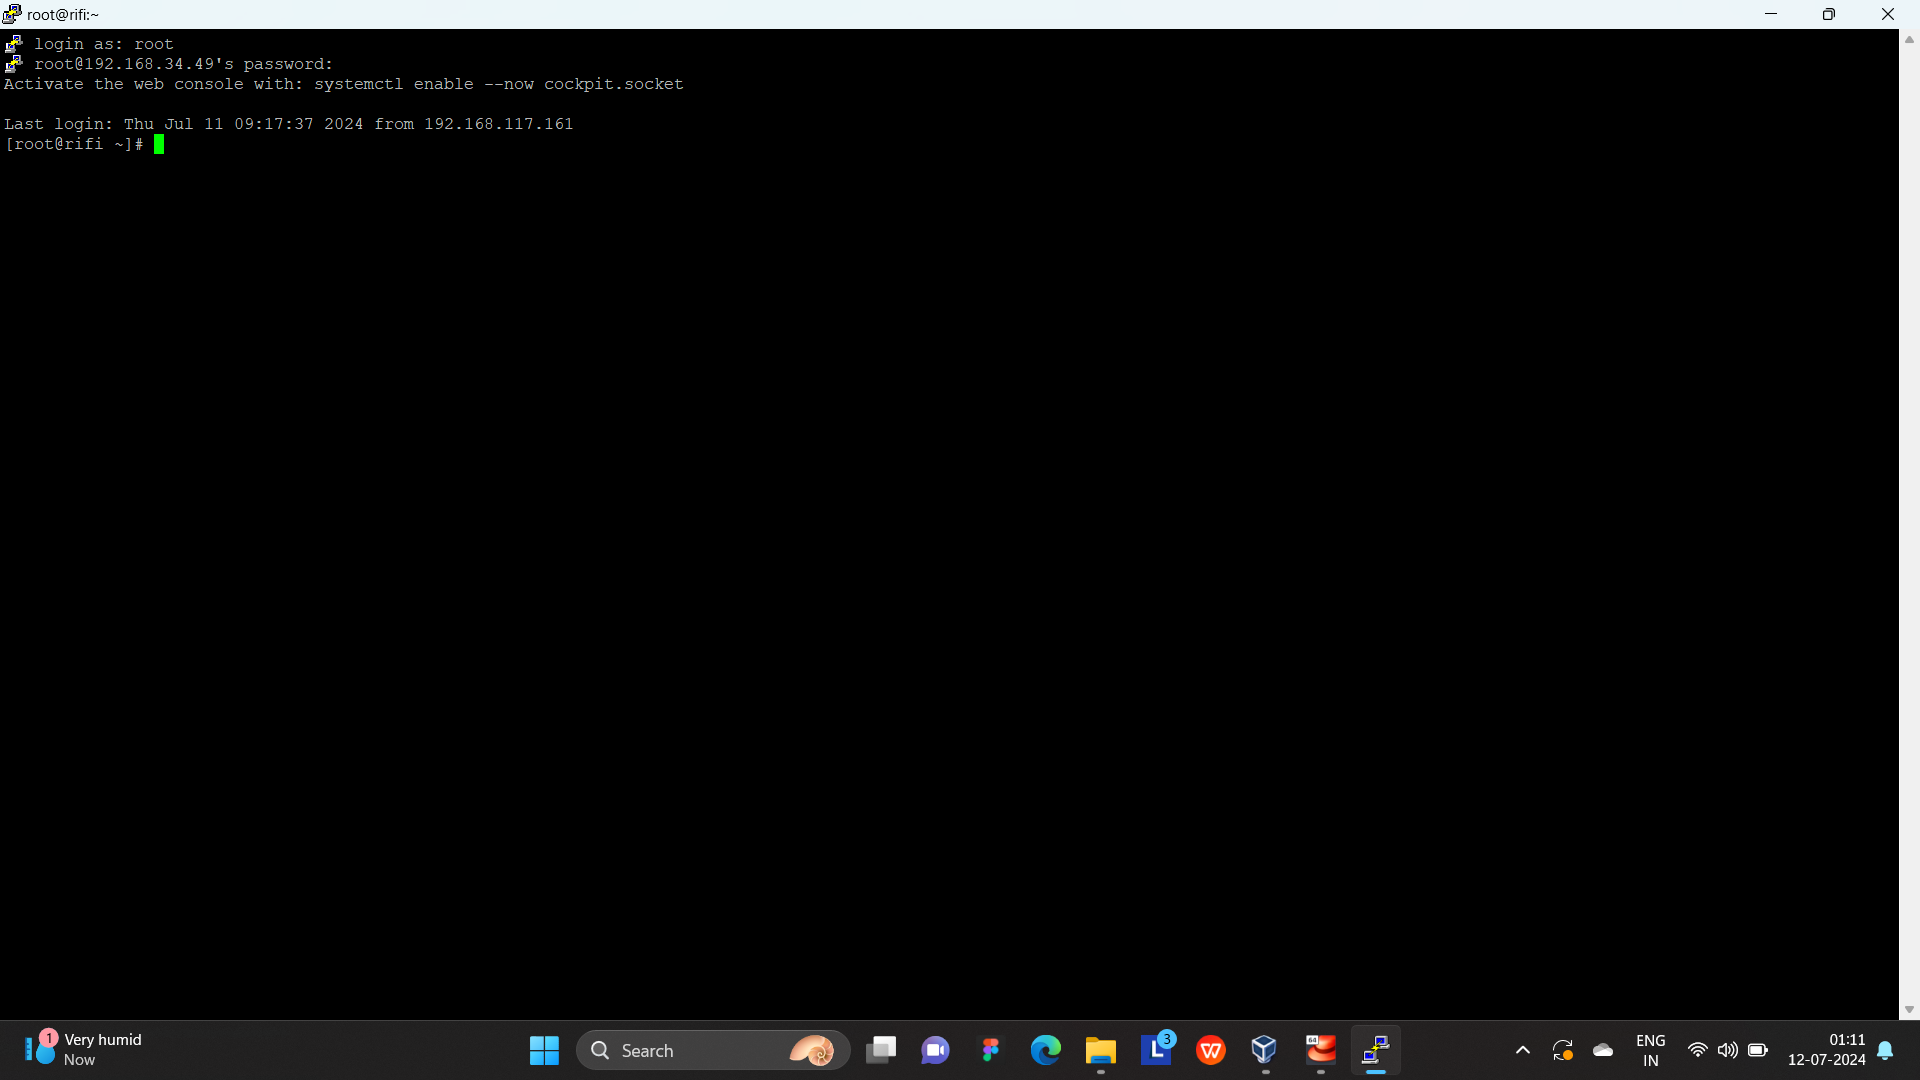 root@rifi:~
login as: root
root@192.168.34.49's password:
Activate the web console with: systemctl enable --now cockpit.socket
Last login: Thu Jul 11 09:17:37 2024 from 192.168.117.161
[root@rifi ~]#
1
Very humid
Now
Search
L
3
W
64
ENG
IN
01:11
12-07-2024